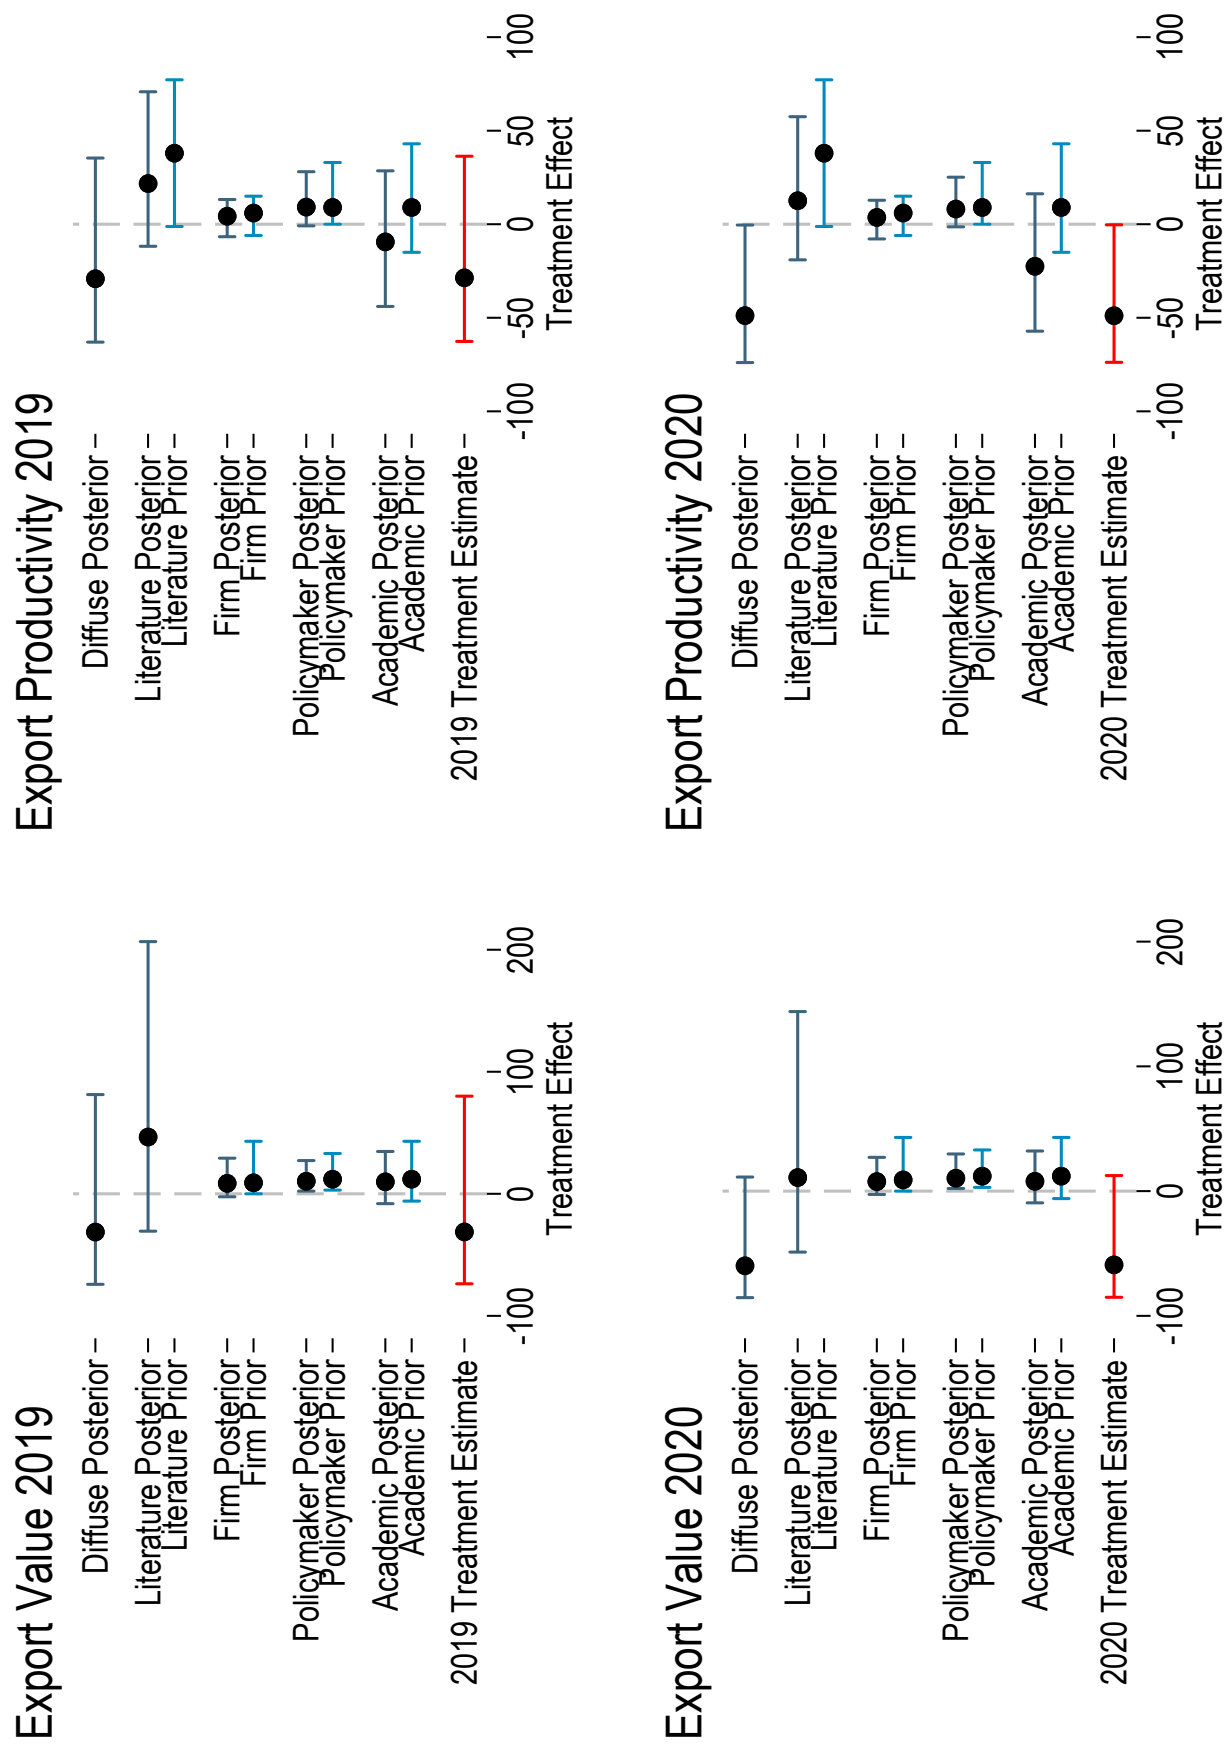 Export Value 2019
Diffuse Posterior
Literature Posterior
Literature Prior
Firm Posterior
Firm Prior
Policymaker Posterior
Policymaker Prior
Academic Posterior
Academic Prior
2019 Treatment Estimate
-100
0
100
200
Treatment Effect
Export Productivity 2019
Diffuse Posterior
Literature Posterior
Literature Prior
Firm Posterior
Firm Prior
Policymaker Posterior
Policymaker Prior
Academic Posterior
Academic Prior
2019 Treatment Estimate
-100
-50
0
50
100
Treatment Effect
Export Value 2020
Diffuse Posterior
Literature Posterior
Literature Prior
Firm Posterior
Firm Prior
Policymaker Posterior
Policymaker Prior
Academic Posterior
Academic Prior
2020 Treatment Estimate
-100
0
100
200
Treatment Effect
Export Productivity 2020
Diffuse Posterior
Literature Posterior
Literature Prior
Firm Posterior
Firm Prior
Policymaker Posterior
Policymaker Prior
Academic Posterior
Academic Prior
2020 Treatment Estimate
-100
-50
0
50
100
Treatment Effect